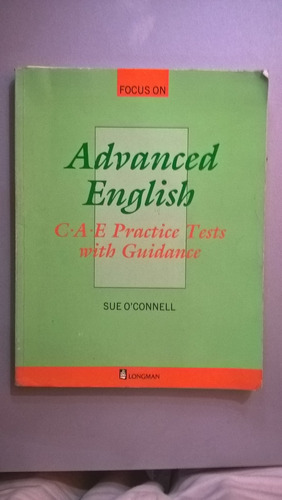 FOCUS ON
Advanced
English
C·A·E Practice Tests
with Guidance
SUE O'CONNELL
LONGMAN